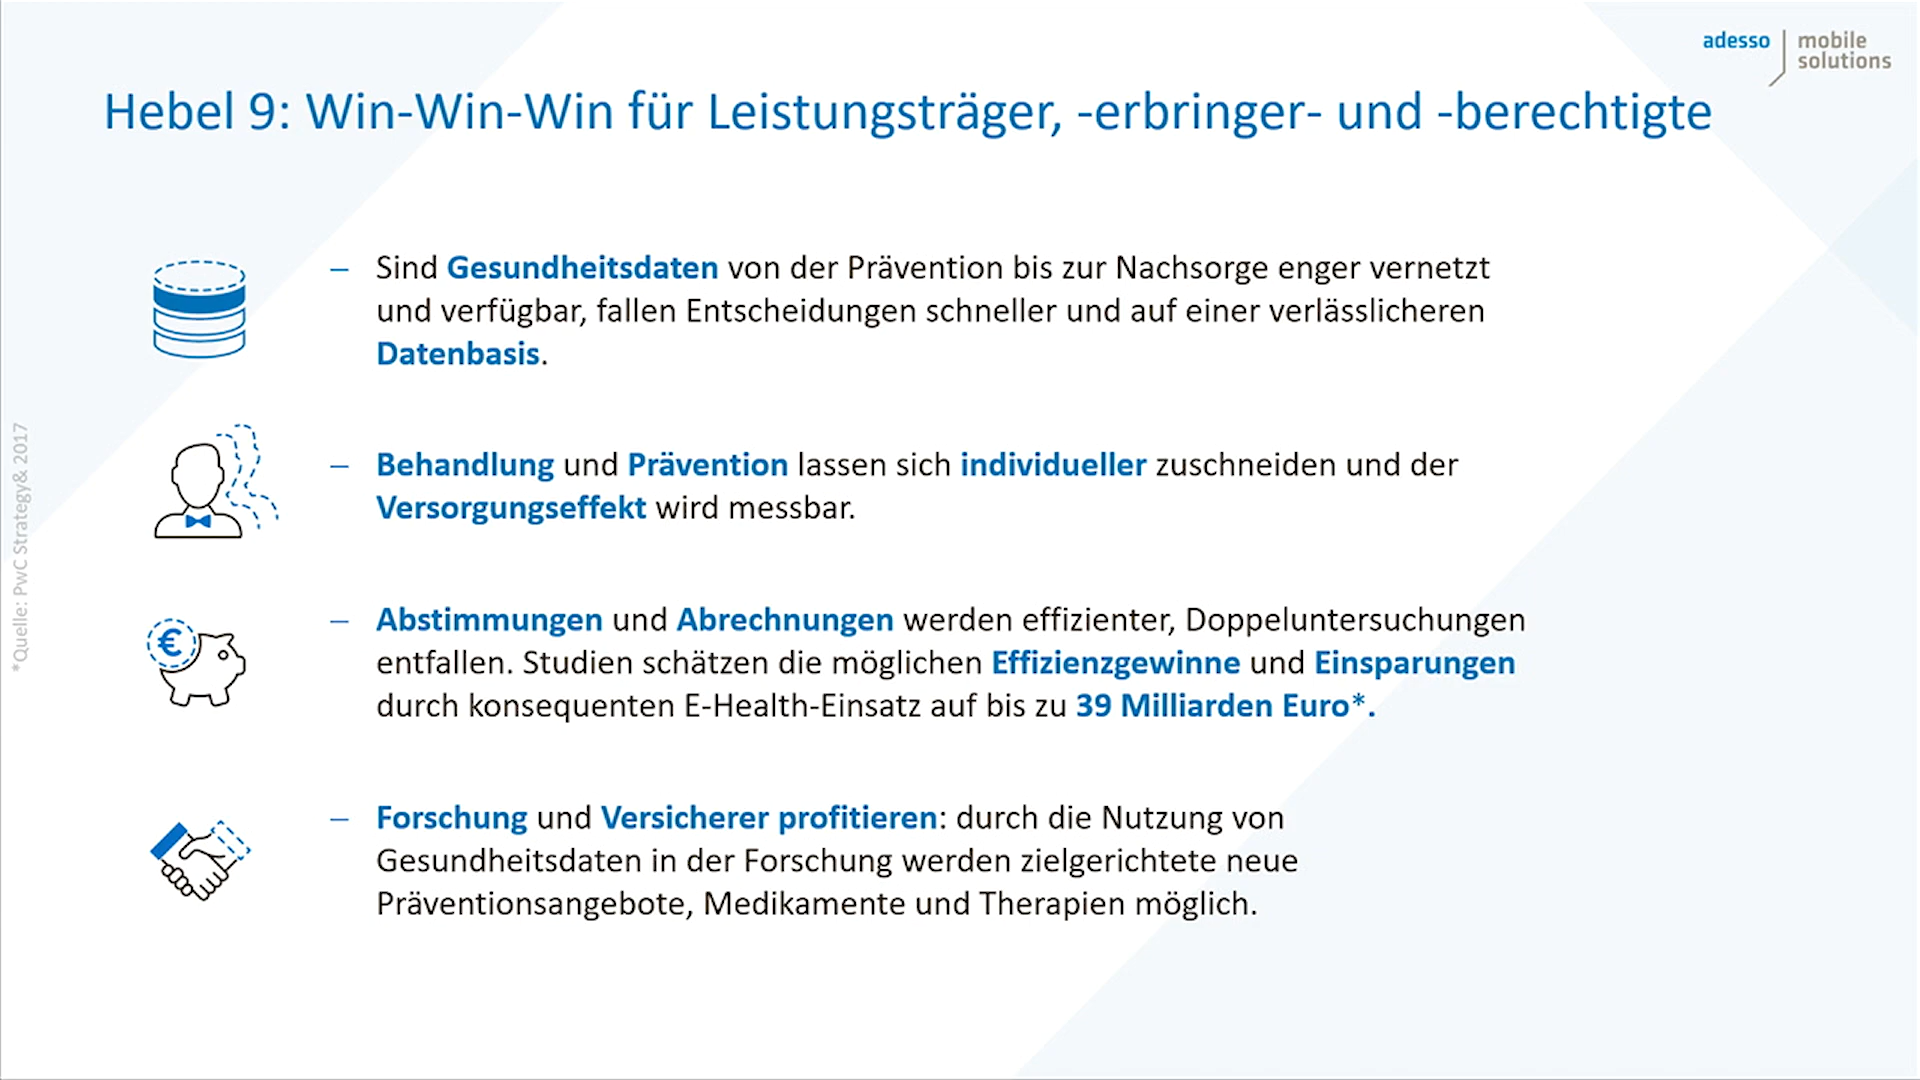 adesso
mobile
solutions
Hebel 9: Win-Win-Win für Leistungsträger, -erbringer- und -berechtigte
– Sind Gesundheitsdaten von der Prävention bis zur Nachsorge enger vernetzt
und verfügbar, fallen Entscheidungen schneller und auf einer verlässlicheren
Datenbasis.
– Behandlung und Prävention lassen sich individueller zuschneiden und der
Versorgungseffekt wird messbar.
€
– Abstimmungen und Abrechnungen werden effizienter, Doppeluntersuchungen
entfallen. Studien schätzen die möglichen Effizienzgewinne und Einsparungen
durch konsequenten E-Health-Einsatz auf bis zu 39 Milliarden Euro*.
– Forschung und Versicherer profitieren: durch die Nutzung von
Gesundheitsdaten in der Forschung werden zielgerichtete neue
Präventionsangebote, Medikamente und Therapien möglich.
*Quelle: PwC Strategy& 2017